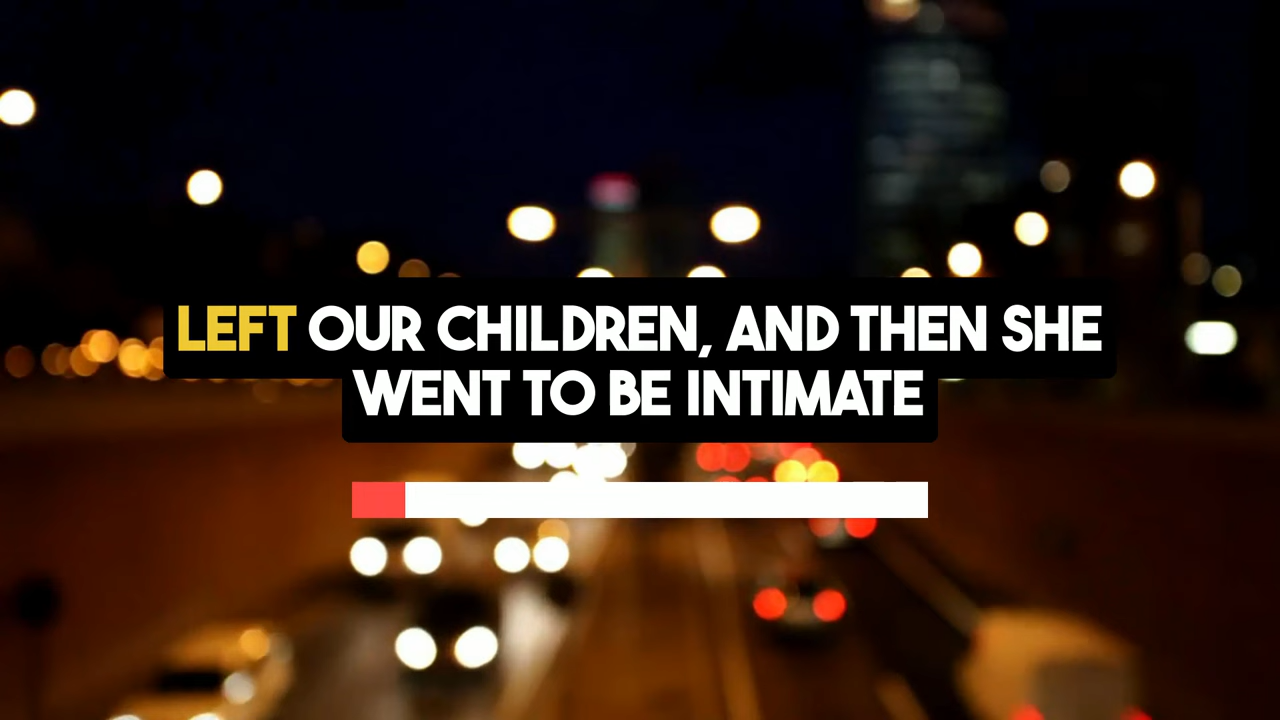 LEFT OUR CHILDREN, AND THEN SHE
WENT TO BE INTIMATE